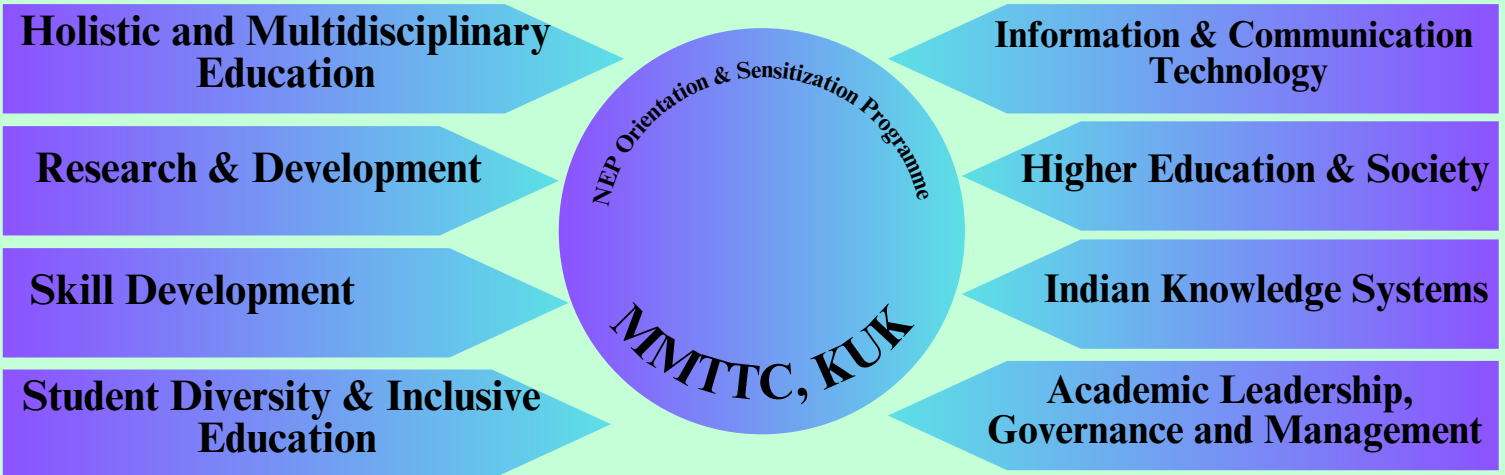 Holistic and Multidisciplinary
Education
Research & Development
Skill Development
Student Diversity & Inclusive
Education
NEP Orientation & Sensitization Programme
MMTTC, KUK
Information & Communication
Technology
Higher Education & Society
Indian Knowledge Systems
Academic Leadership,
Governance and Management